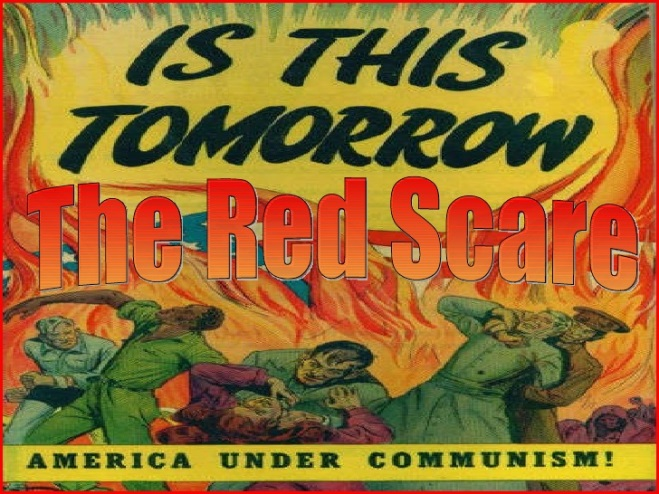 IS THIS
TOMORROW
The Red Scare
AMERICA UNDER COMMUNISM!